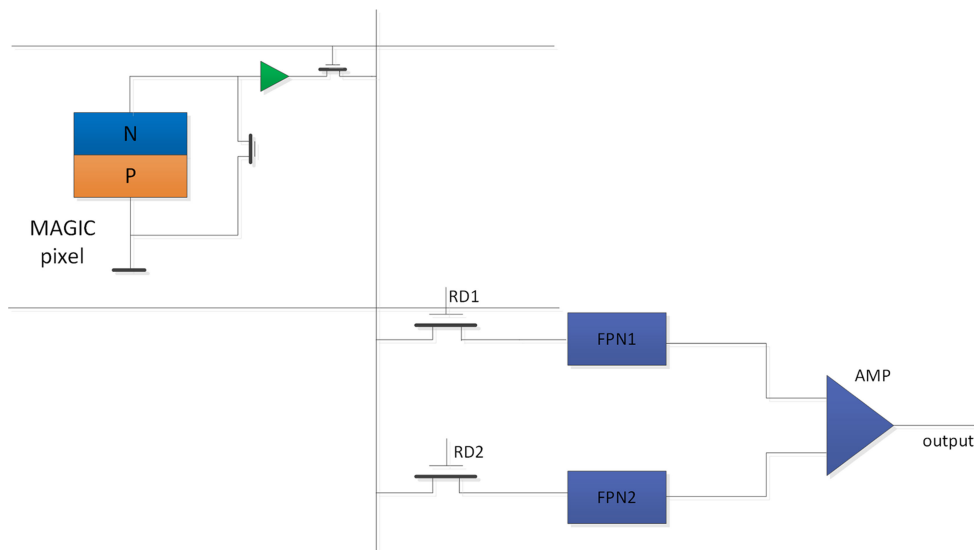 N
P
MAGIC
pixel
RD1
FPN1
AMP
output
RD2
FPN2